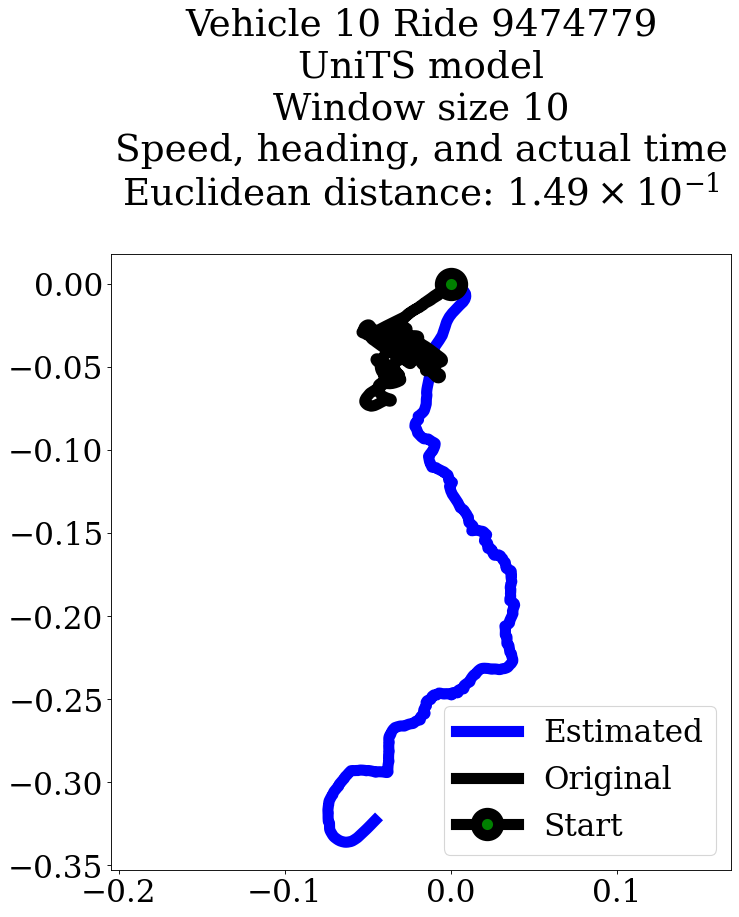 Vehicle 10 Ride 9474779
UniTS model
Window size 10
Speed, heading, and actual time
Euclidean distance: 1.49 × 10⁻¹
0.00
−0.05
−0.10
−0.15
−0.20
−0.25
−0.30
−0.35
−0.2
−0.1
0.0
0.1
Estimated
Original
Start